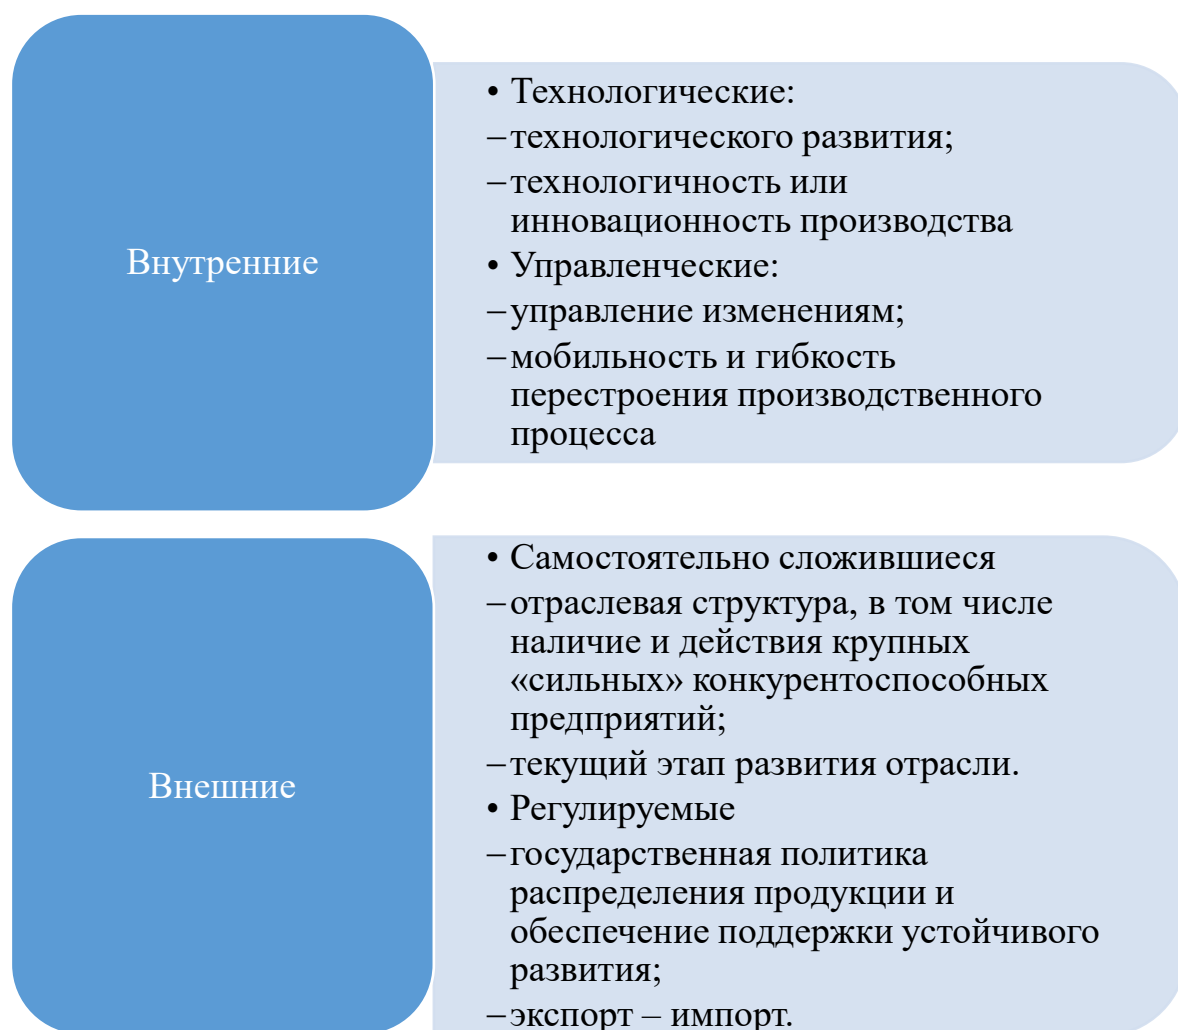 Внутренние
• Технологические:
–технологического развития;
–технологичность или
инновационность производства
• Управленческие:
–управление изменениям;
–мобильность и гибкость
перестроения производственного
процесса
Внешние
• Самостоятельно сложившиеся
–отраслевая структура, в том числе
наличие и действия крупных
«сильных» конкурентоспособных
предприятий;
–текущий этап развития отрасли.
• Регулируемые
–государственная политика
распределения продукции и
обеспечение поддержки устойчивого
развития;
–экспорт – импорт.